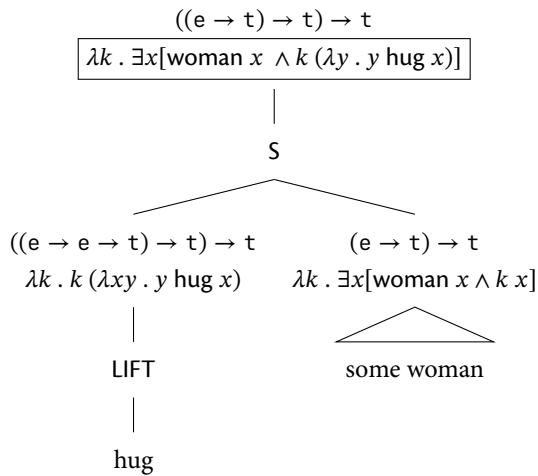 ((e → t) → t) → t
λk . ∃x[woman x ∧ k (λy . y hug x)]
S
((e → e → t) → t) → t
(e → t) → t
λk . k (λxy . y hug x)
λk . ∃x[woman x ∧ k x]
LIFT
some woman
hug